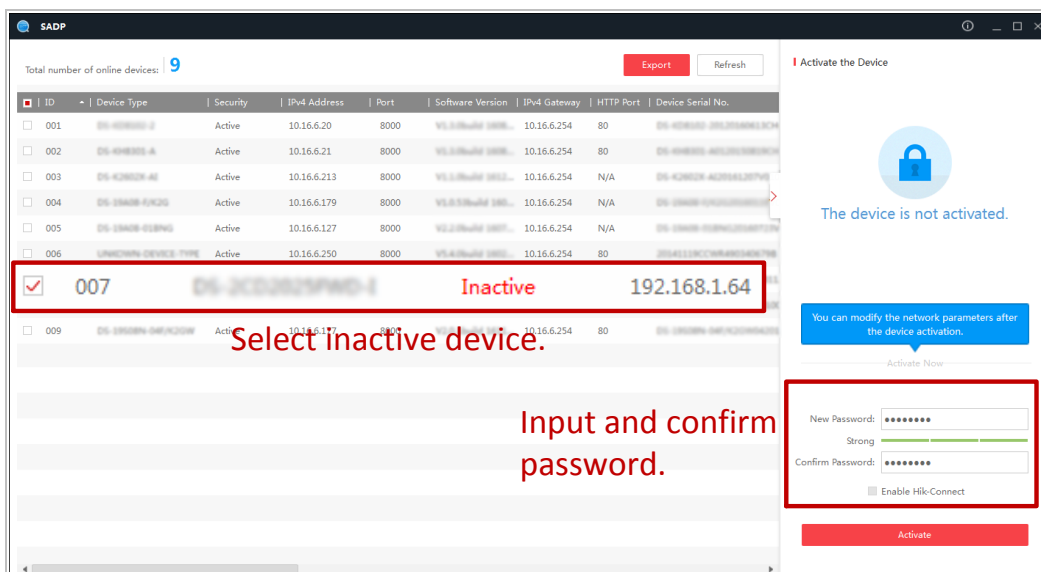 SADP
Total number of online devices: 9
Export Refresh
ID Device Type Security IPv4 Address Port Software Version IPv4 Gateway HTTP Port Device Serial No.
001 Active 10.16.6.20 8000 10.16.6.254 80
002 Active 10.16.6.21 8000 10.16.6.254 80
003 Active 10.16.6.213 8000 10.16.6.254 N/A
004 Active 10.16.6.179 8000 10.16.6.254 N/A
005 Active 10.16.6.127 8000 10.16.6.254 N/A
006 Active 10.16.6.250 8000 10.16.6.254 80
007 Inactive 192.168.1.64
009 Active 10.16.6.177 8000 10.16.6.254 80
Select inactive device.
Input and confirm
password.
Activate the Device
The device is not activated.
You can modify the network parameters after
the device activation.
Activate Now
New Password: ●●●●●●●●
Strong
Confirm Password: ●●●●●●●●
Enable Hik-Connect
Activate